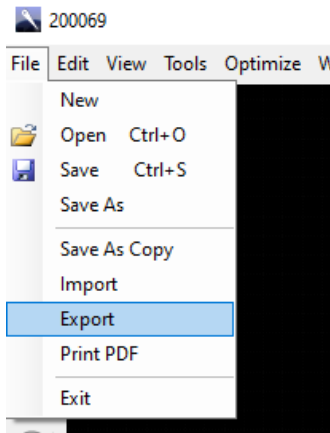 200069
File Edit View Tools Optimize W
New
Open Ctrl+O
Save Ctrl+S
Save As
Save As Copy
Import
Export
Print PDF
Exit